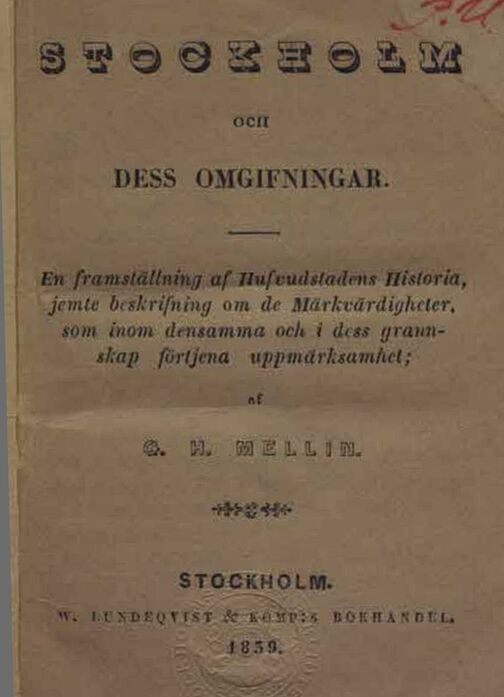 STOCKHOLM
OCH
DESS OMGIFNINGAR.
En framställning af Hufvudstadens Historia,
jemte beskrifning om de Märkvärdigheter,
som inom densamma och i dess grann-
skap förtjena uppmärksamhet;
af
G. H. MELLIN.
STOCKHOLM.
W. LUNDEQVIST & KOMP:S BOKHANDEL.
1839.